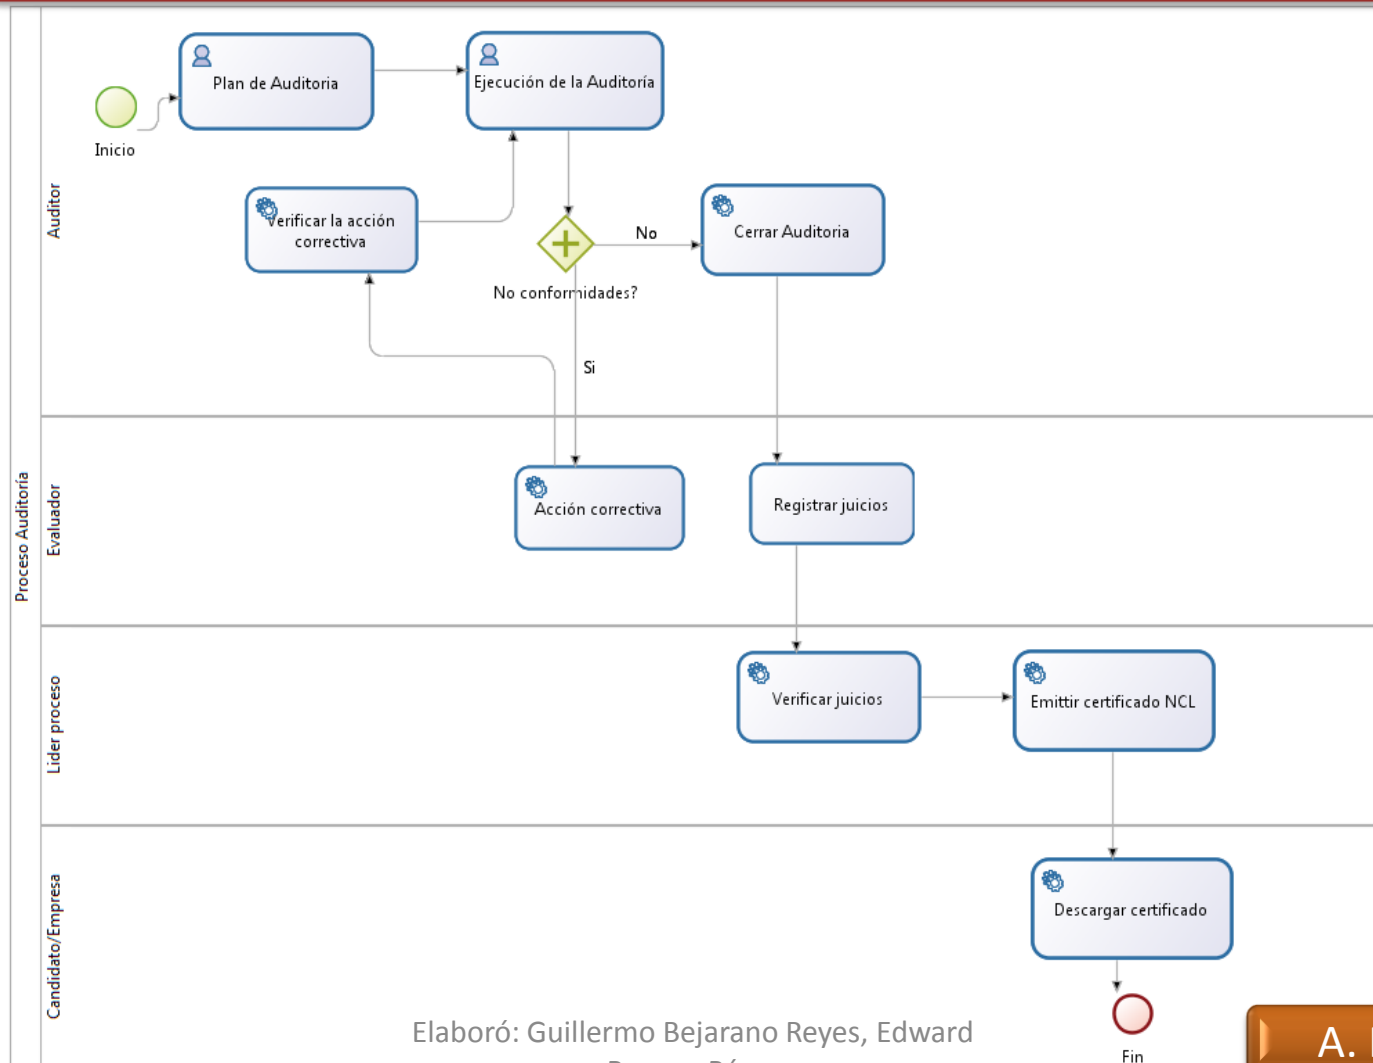 Proceso Auditoría
Auditor
Inicio
Plan de Auditoria
Ejecución de la Auditoría
Verificar la acción
correctiva
No conformidades?
No
Si
Cerrar Auditoria
Evaluador
Acción correctiva
Registrar juicios
Lider proceso
Verificar juicios
Emittir certificado NCL
Candidato/Empresa
Descargar certificado
Fin
Elaboró: Guillermo Bejarano Reyes, Edward
A.